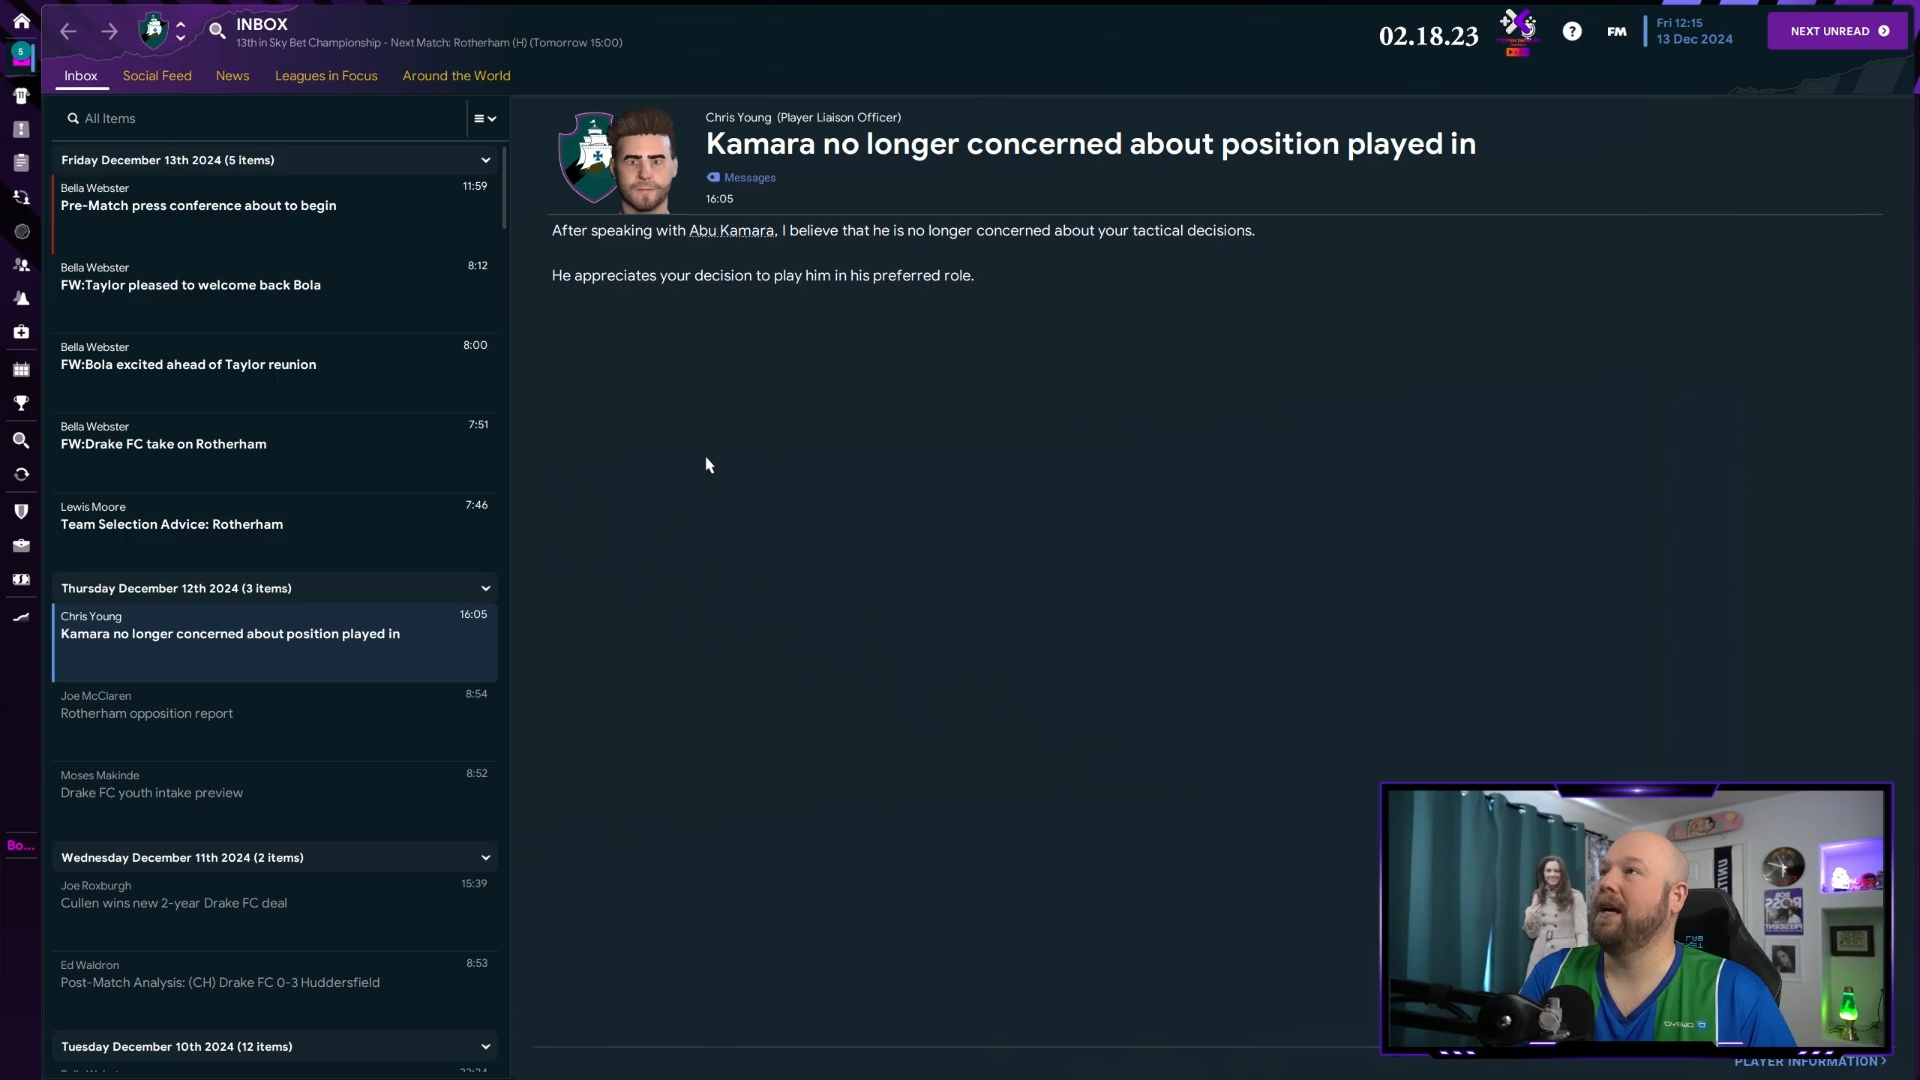 INBOX
13th in Sky Bet Championship - Next Match: Rotherham (H) (Tomorrow 15:00)
02.18.23
?
FM
Fri 12:15
13 Dec 2024
NEXT UNREAD
5
Inbox
Social Feed
News
Leagues in Focus
Around the World
All Items
Friday December 13th 2024 (5 items)
Bella Webster
11:59
Pre-Match press conference about to begin
Bella Webster
8:12
FW:Taylor pleased to welcome back Bola
Bella Webster
8:00
FW:Bola excited ahead of Taylor reunion
Bella Webster
7:51
FW:Drake FC take on Rotherham
Lewis Moore
7:46
Team Selection Advice: Rotherham
Thursday December 12th 2024 (3 items)
Chris Young
16:05
Kamara no longer concerned about position played in
Joe McClaren
8:54
Rotherham opposition report
Moses Makinde
8:52
Drake FC youth intake preview
Bo...
Wednesday December 11th 2024 (2 items)
Joe Roxburgh
15:39
Cullen wins new 2-year Drake FC deal
Ed Waldron
8:53
Post-Match Analysis: (CH) Drake FC 0-3 Huddersfield
Tuesday December 10th 2024 (12 items)
Chris Young (Player Liaison Officer)
Kamara no longer concerned about position played in
Messages
16:05
After speaking with Abu Kamara, I believe that he is no longer concerned about your tactical decisions.
He appreciates your decision to play him in his preferred role.
UNITE
BOB
ROSS
PRESIDENT
PLAYER INFORMATION